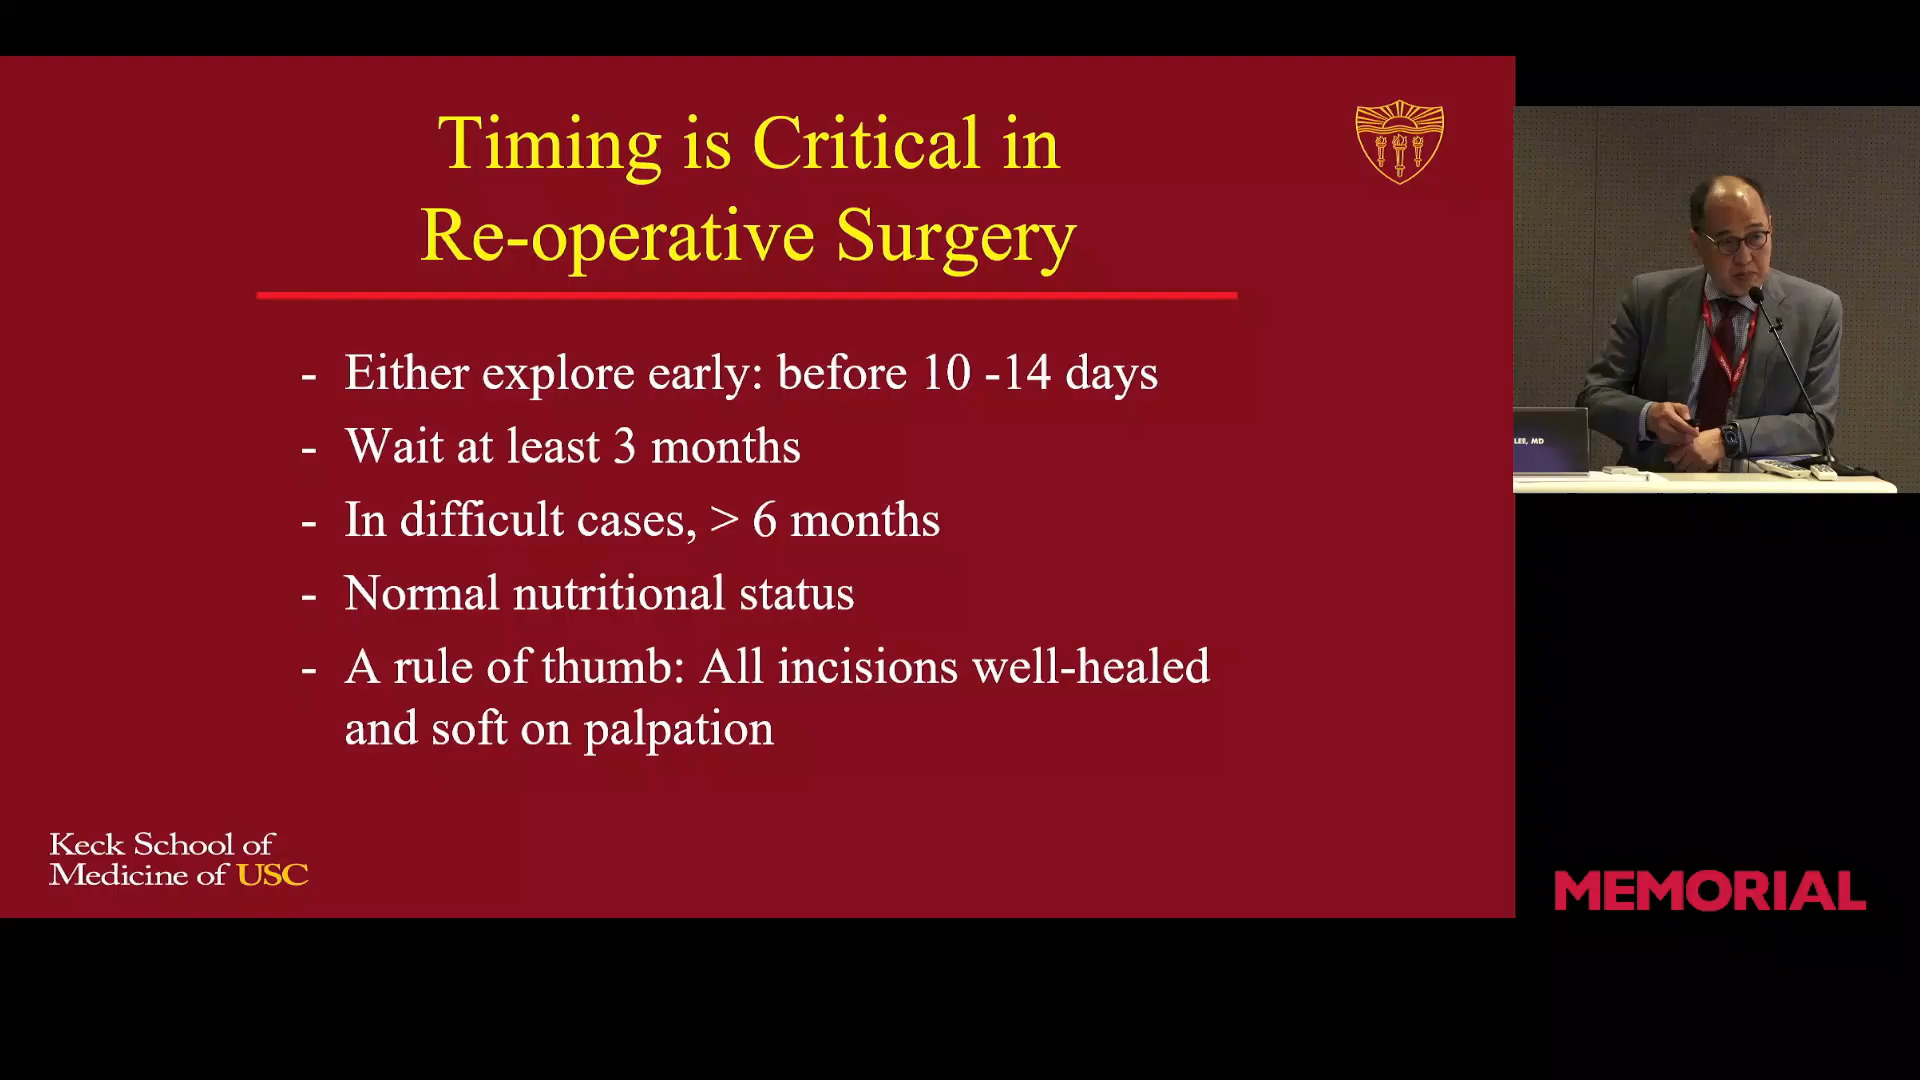 Timing is Critical in
Re-operative Surgery
- Either explore early: before 10 -14 days
- Wait at least 3 months
- In difficult cases, > 6 months
- Normal nutritional status
- A rule of thumb: All incisions well-healed
and soft on palpation
Keck School of
Medicine of USC
LEE, MD
MEMORIAL